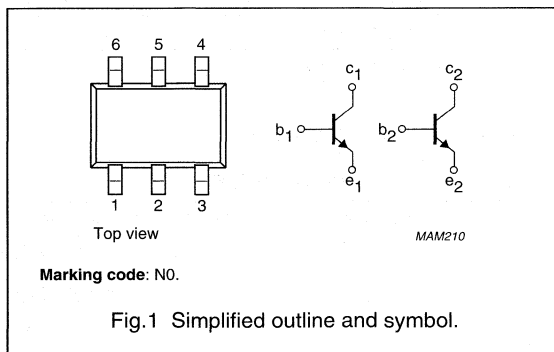 6 5 4
1 2 3
Top view
c1
c2
b1
b2
e1
e2
MAM210
Marking code: N0.
Fig.1 Simplified outline and symbol.